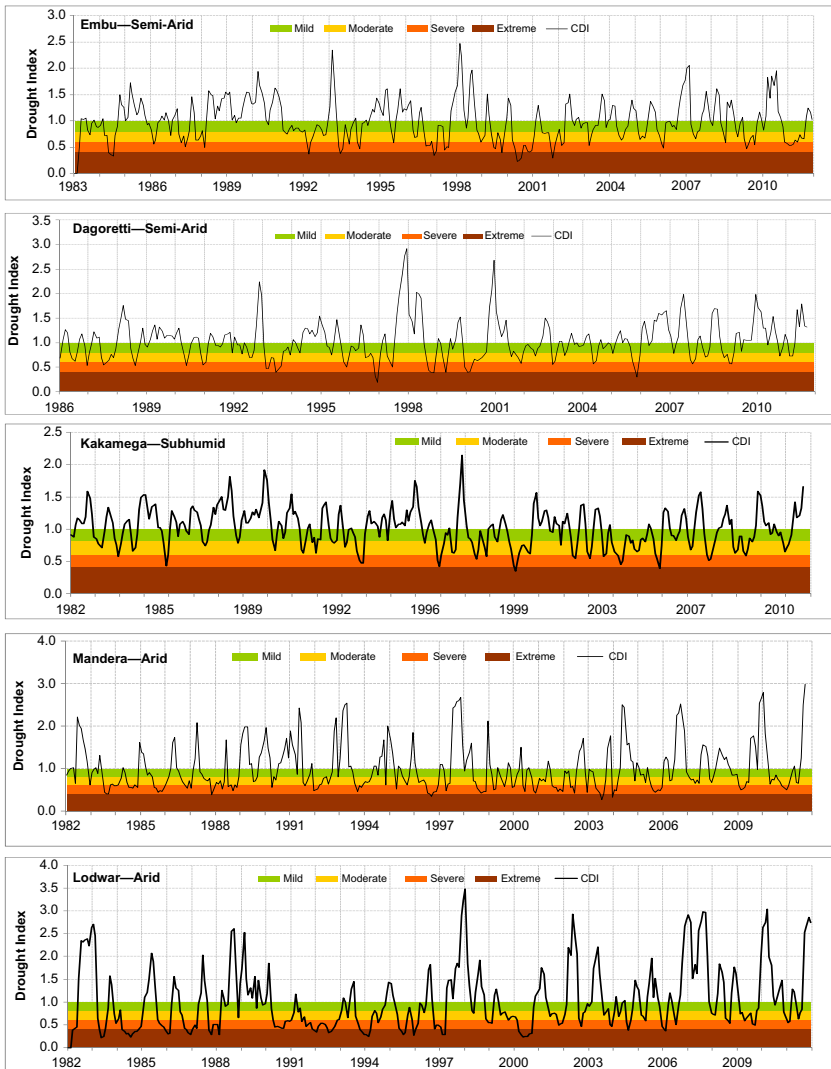 Embu—Semi-Arid
Mild Moderate Severe Extreme CDI
Drought Index
3.0
2.5
2.0
1.5
1.0
0.5
0.0
1983 1986 1989 1992 1995 1998 2001 2004 2007 2010
Dagoretti—Semi-Arid
Mild Moderate Severe Extreme CDI
Drought Index
3.5
3.0
2.5
2.0
1.5
1.0
0.5
0.0
1986 1989 1992 1995 1998 2001 2004 2007 2010
Kakamega—Subhumid
Mild Moderate Severe Extreme CDI
Drought Index
2.5
2.0
1.5
1.0
0.5
0.0
1982 1985 1989 1992 1996 1999 2003 2007 2010
Mandera—Arid
Mild Moderate Severe Extreme CDI
Drought Index
4.0
3.0
2.0
1.0
0.0
1982 1985 1988 1991 1994 1997 2000 2003 2006 2009
Lodwar—Arid
Mild Moderate Severe Extreme CDI
Drought Index
4.0
3.5
3.0
2.5
2.0
1.5
1.0
0.5
0.0
1982 1985 1988 1991 1994 1997 2000 2003 2006 2009